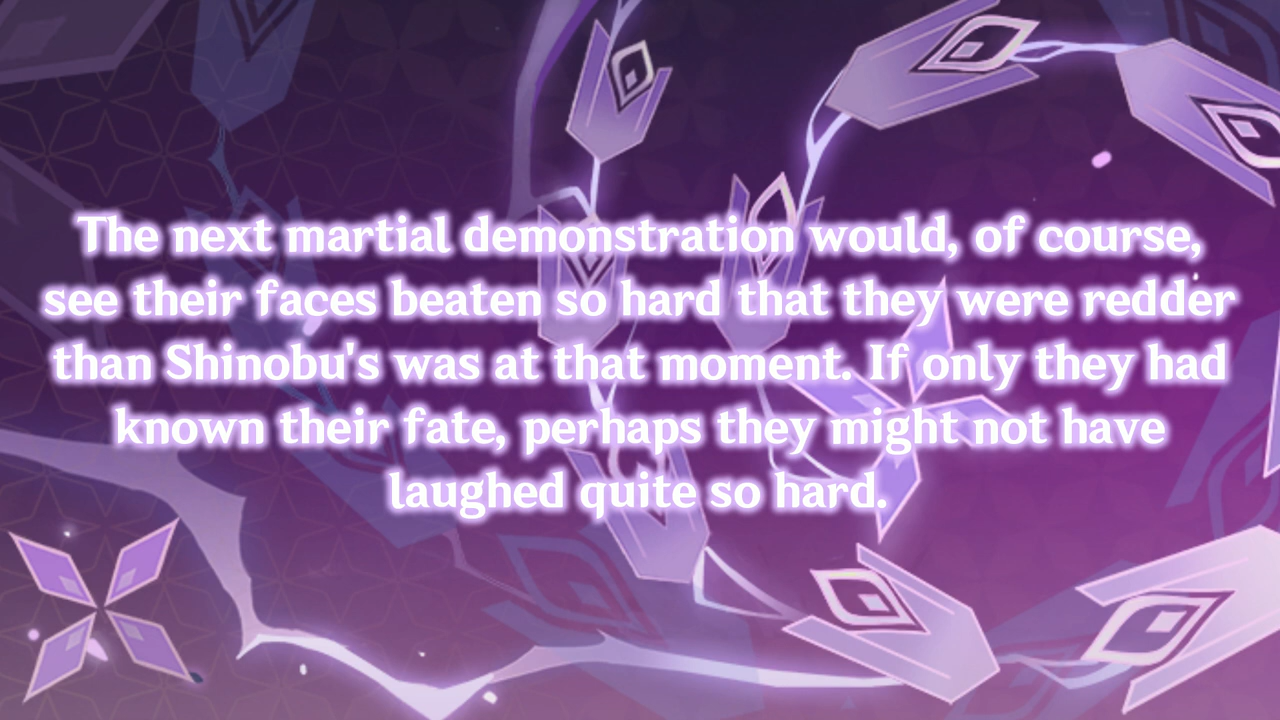 The next martial demonstration would, of course,
see their faces beaten so hard that they were redder
than Shinobu's was at that moment. If only they had
known their fate, perhaps they might not have
laughed quite so hard.